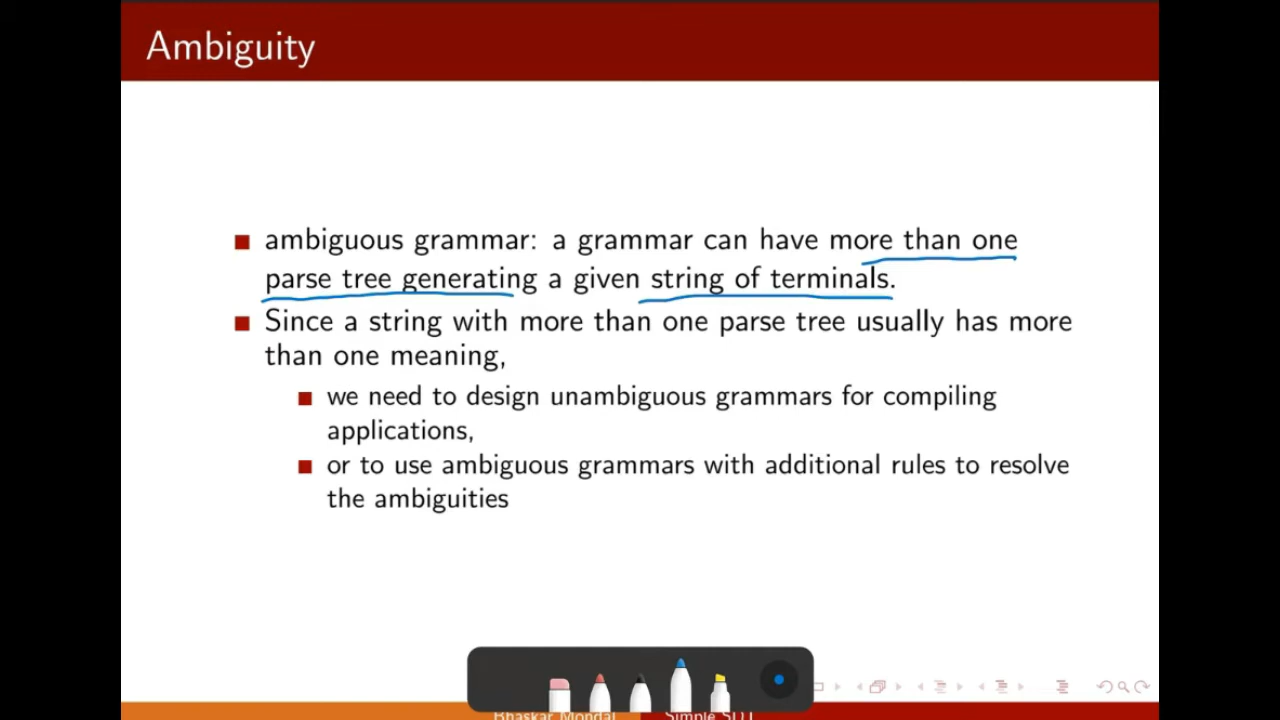 Ambiguity
ambiguous grammar: a grammar can have more than one
parse tree generating a given string of terminals.
Since a string with more than one parse tree usually has more
than one meaning,
we need to design unambiguous grammars for compiling
applications,
or to use ambiguous grammars with additional rules to resolve
the ambiguities
Bhaskar Mondal Simple SDT